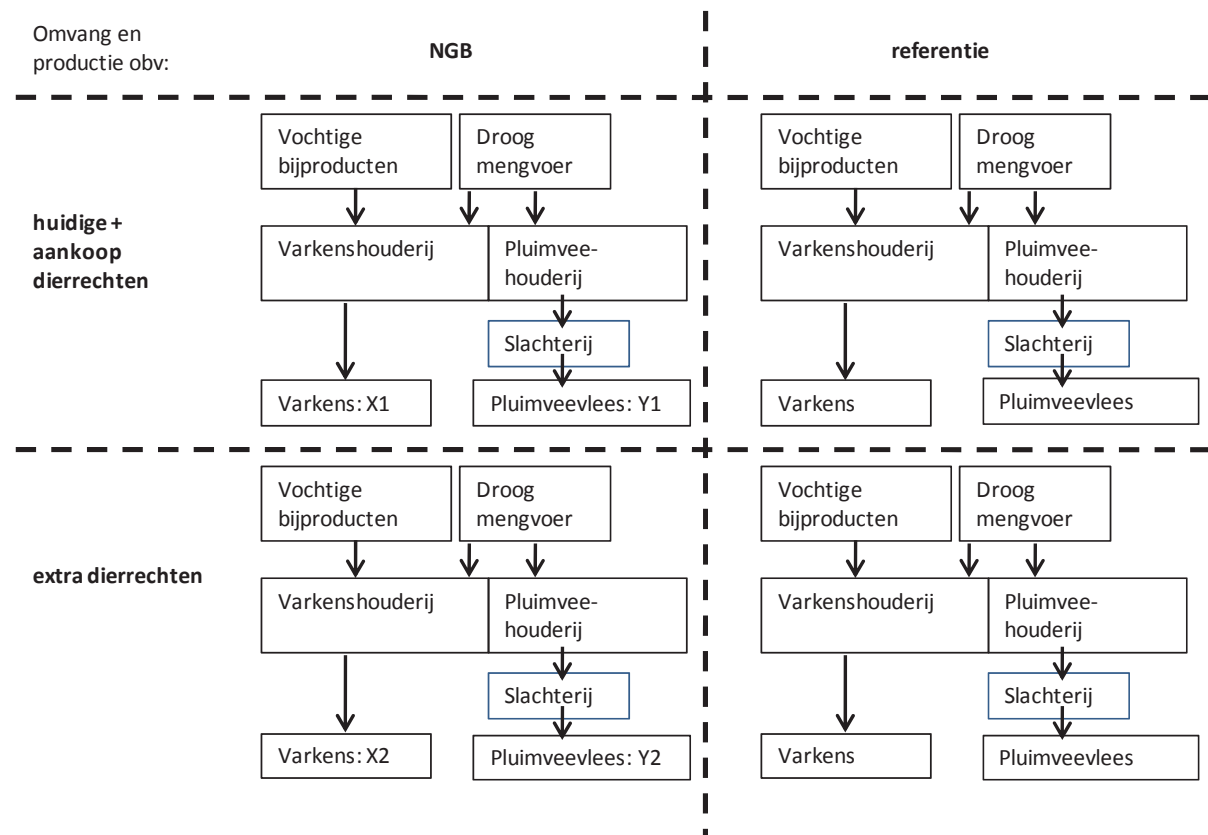 Omvang en
productie obv:
NGB
referentie
huidige +
aankoop
dierrechten
Vochtige
bijproducten
Droog
mengvoer
Varkenshouderij
Pluimvee-
houderij
Slachterij
Varkens: X1
Pluimveevlees: Y1
Vochtige
bijproducten
Droog
mengvoer
Varkenshouderij
Pluimvee-
houderij
Slachterij
Varkens
Pluimveevlees
extra dierrechten
Vochtige
bijproducten
Droog
mengvoer
Varkenshouderij
Pluimvee-
houderij
Slachterij
Varkens: X2
Pluimveevlees: Y2
Vochtige
bijproducten
Droog
mengvoer
Varkenshouderij
Pluimvee-
houderij
Slachterij
Varkens
Pluimveevlees